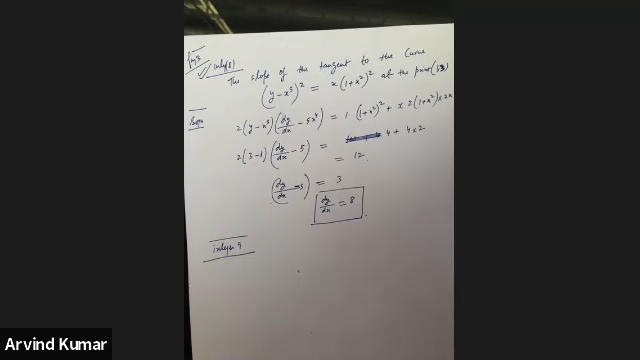 The slope of the tangent to the curve
(y-x⁵)² = x(1+x²)² at the point (1,3)
Soln
2(y-x⁵)(dy/dx - 5x⁴) = 1 (1+x²)² + x 2(1+x²)×2x
2(3-1)(dy/dx - 5) = 4 + 4×2
= 12
(dy/dx - 5) = 3
dy/dx = 8
9
Arvind Kumar